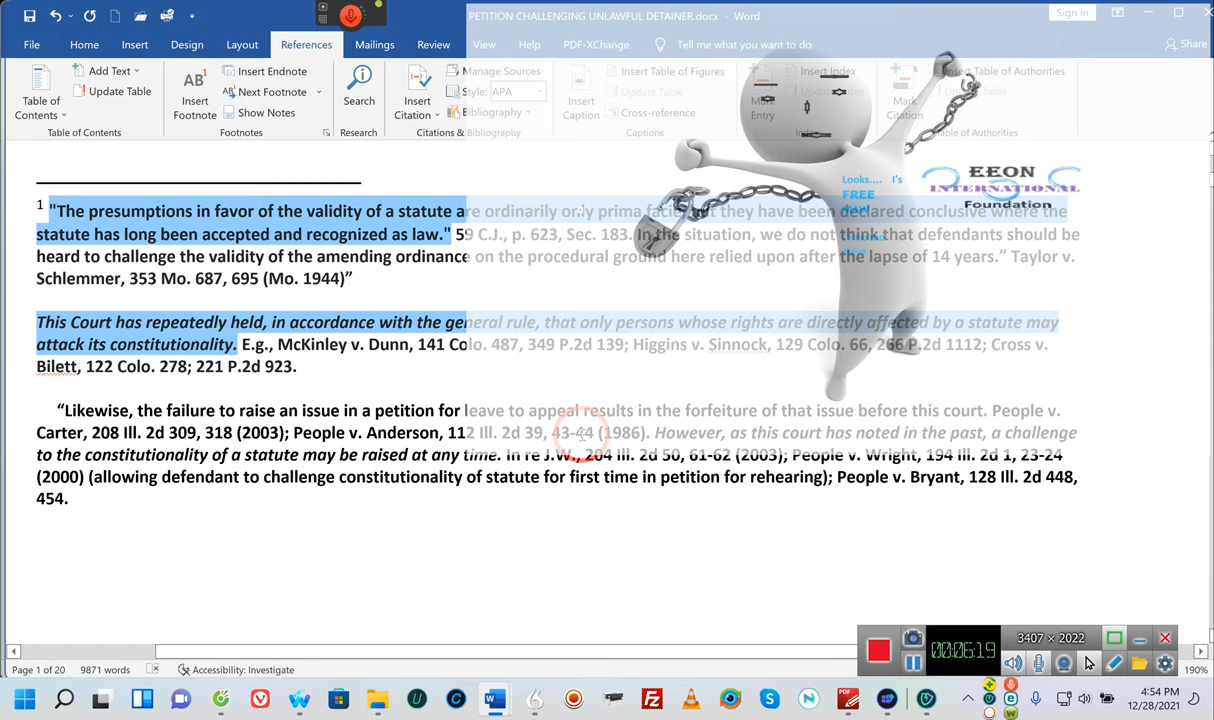 PETITION CHALLENGING UNLAWFUL DETAINER.docx - Word
Sign in
File Home Insert Design Layout References Mailings Review View Help PDF-XChange Tell me what you want to do
Share
Table of Contents
Add Text
Update Table
Table of Contents
AB1
Insert Footnote
Insert Endnote
Next Footnote
Show Notes
Footnotes
Search
Research
Insert Citation
Manage Sources
Style: APA
Bibliography
Citations & Bibliography
Insert Caption
Insert Table of Figures
Update Table
Cross-reference
Captions
Mark Entry
Insert Index
Mark Citation
Insert Table of Authorities
Table of Authorities
EEON
INTERNATIONAL
Foundation
Looks.... I's
FREE
1 "The presumptions in favor of the validity of a statute are ordinarily only prima facie but they have been declared conclusive where the
statute has long been accepted and recognized as law." 59 C.J., p. 623, Sec. 183. In the situation, we do not think that defendants should be
heard to challenge the validity of the amending ordinance on the procedural ground here relied upon after the lapse of 14 years.” Taylor v.
Schlemmer, 353 Mo. 687, 695 (Mo. 1944)”
This Court has repeatedly held, in accordance with the general rule, that only persons whose rights are directly affected by a statute may
attack its constitutionality. E.g., McKinley v. Dunn, 141 Colo. 487, 349 P.2d 139; Higgins v. Sinnock, 129 Colo. 66, 266 P.2d 1112; Cross v.
Bilett, 122 Colo. 278; 221 P.2d 923.
“Likewise, the failure to raise an issue in a petition for leave to appeal results in the forfeiture of that issue before this court. People v.
Carter, 208 Ill. 2d 309, 318 (2003); People v. Anderson, 112 Ill. 2d 39, 43-44 (1986). However, as this court has noted in the past, a challenge
to the constitutionality of a statute may be raised at any time. In re J.W., 204 Ill. 2d 50, 61-62 (2003); People v. Wright, 194 Ill. 2d 1, 23-24
(2000) (allowing defendant to challenge constitutionality of statute for first time in petition for rehearing); People v. Bryant, 128 Ill. 2d 448,
454.
00:06:19
3407 × 2022
Page 1 of 20 9871 words Accessibility: Investigate
190%
4:54 PM
12/28/2021